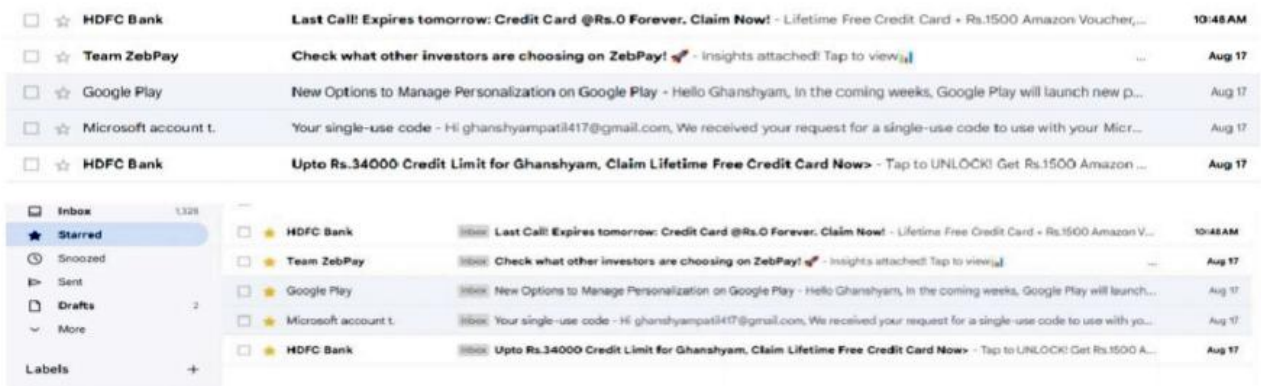 HDFC Bank Last Call! Expires tomorrow: Credit Card @Rs.0 Forever. Claim Now! - Lifetime Free Credit Card + Rs.1500 Amazon Voucher,... 10:48 AM
Team ZebPay Check what other investors are choosing on ZebPay! 🚀 - Insights attached! Tap to view📊 ... Aug 17
Google Play New Options to Manage Personalization on Google Play - Hello Ghanshyam, In the coming weeks, Google Play will launch new p... Aug 17
Microsoft account t. Your single-use code - Hi ghanshyampatil417@gmail.com, We received your request for a single-use code to use with your Micr... Aug 17
HDFC Bank Upto Rs.34000 Credit Limit for Ghanshyam, Claim Lifetime Free Credit Card Now> - Tap to UNLOCK! Get Rs.1500 Amazon ... Aug 17
Inbox 1,328
Starred
Snoozed
Sent
Drafts 2
More
Labels +
HDFC Bank Inbox Last Call! Expires tomorrow: Credit Card @Rs.0 Forever. Claim Now! - Lifetime Free Credit Card + Rs.1500 Amazon V... 10:48 AM
Team ZebPay Inbox Check what other investors are choosing on ZebPay! 🚀 - Insights attached! Tap to view📊 ... Aug 17
Google Play Inbox New Options to Manage Personalization on Google Play - Hello Ghanshyam, In the coming weeks, Google Play will launch... Aug 17
Microsoft account t. Inbox Your single-use code - Hi ghanshyampatil417@gmail.com, We received your request for a single-use code to use with yo... Aug 17
HDFC Bank Inbox Upto Rs.34000 Credit Limit for Ghanshyam, Claim Lifetime Free Credit Card Now> - Tap to UNLOCK! Get Rs.1500 A... Aug 17